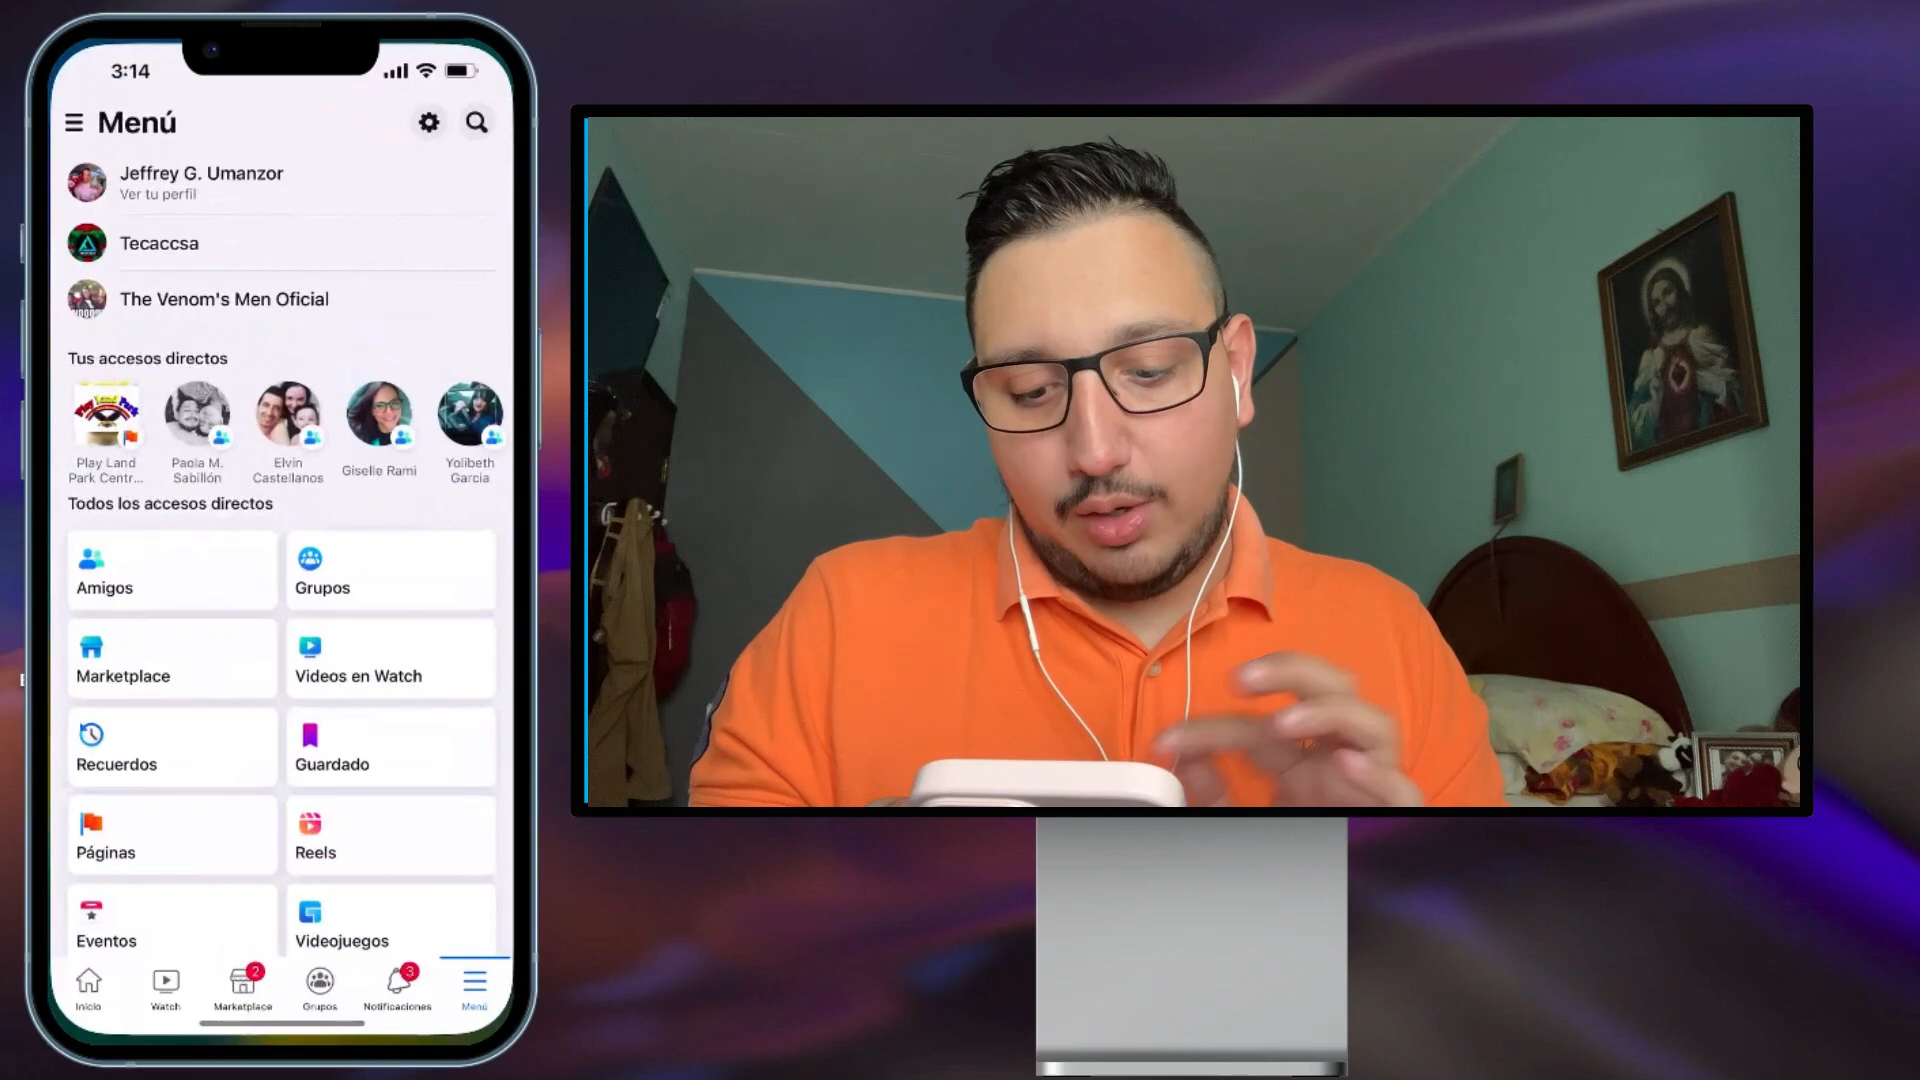 3:14
Menú
Jeffrey G. Umanzor
Ver tu perfil
Tecaccsa
The Venom's Men Oficial
Tus accesos directos
Play Land
Park Centr...
Paola M.
Sabillón
Elvin
Castellanos
Giselle Rami
Yolibeth
Garcia
Todos los accesos directos
Amigos
Grupos
Marketplace
Videos en Watch
Recuerdos
Guardado
Páginas
Reels
Eventos
Videojuegos
2
3
Inicio
Watch
Marketplace
Grupos
Notificaciones
Menú